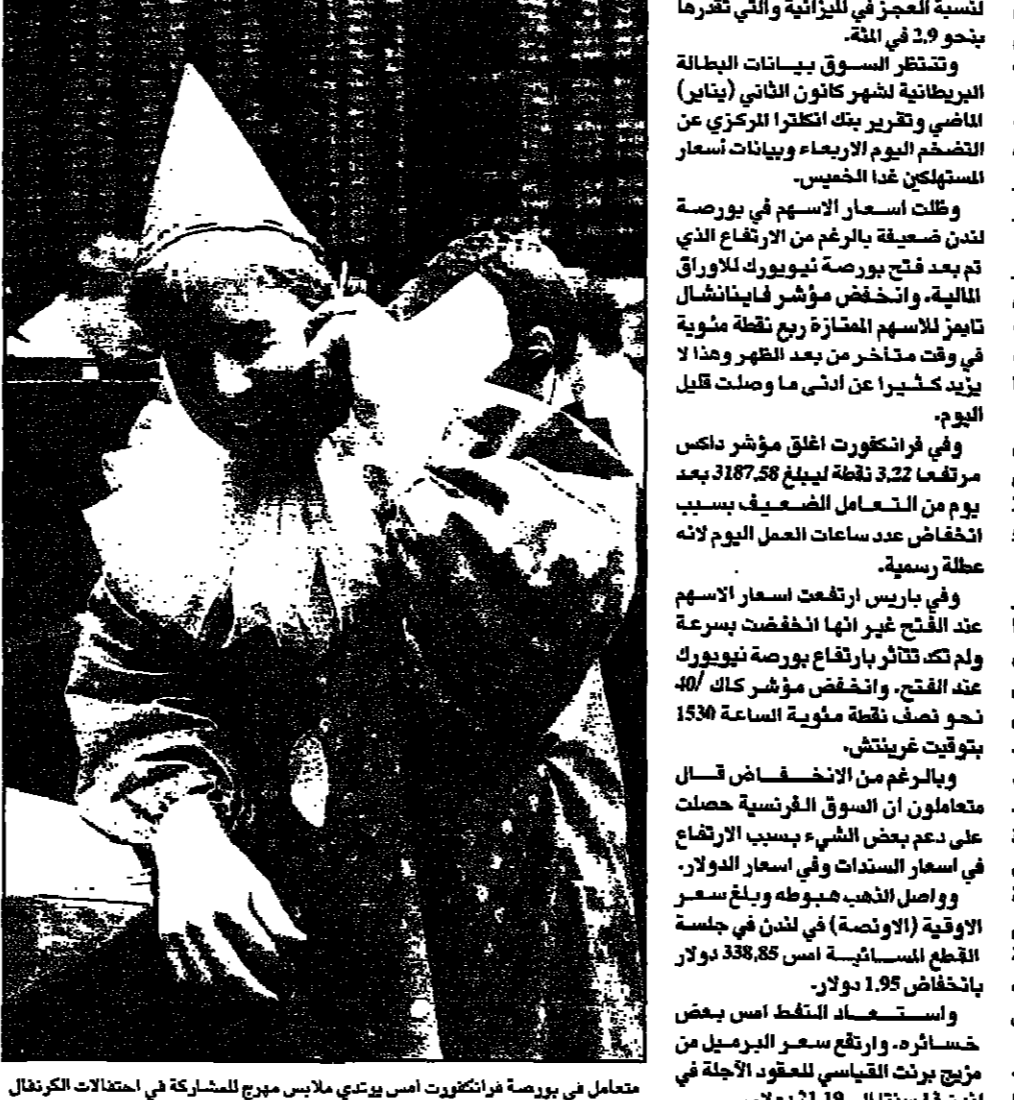 لنسبة العجز في الميزانية والتي تقدرها
بنحو 2,9 في المئة.
وتنتظر السوق بيانات البطالة
البريطانية لشهر كانون الثاني (يناير)
الماضي وتقرير بنك انكلترا المركزي عن
التضخم اليوم الاربعاء وبيانات أسعار
المستهلكين غدا الخميس.
وظلت اسعار الاسهم في بورصة
لندن ضعيفة بالرغم من الارتفاع الذي
تم بعد فتح بورصة نيويورك للاوراق
المالية. وانخفض مؤشر فاينانشال
تايمز للاسهم الممتازة ربع نقطة مئوية
في وقت متأخر من بعد الظهر وهذا لا
يزيد كثيرا عن أدنى ما وصلت قليل
اليوم.
وفي فرانكفورت اغلق مؤشر داكس
مرتفعا 3,22 نقطة ليبلغ 3187,58 بعد
يوم من التعامل الضعيف بسبب
انخفاض عدد ساعات العمل اليوم لانه
عطلة رسمية.
وفي باريس ارتفعت اسعار الاسهم
عند الفتح غير انها انخفضت بسرعة
ولم تكد تتأثر بارتفاع بورصة نيويورك
عند الفتح. وانخفض مؤشر كاك /40
نحو نصف نقطة مئوية الساعة 1530
بتوقيت غرينتش.
وبالرغم من الانخفاض قال
متعاملون ان السوق الفرنسية حصلت
على دعم بعض الشيء بسبب الارتفاع
في اسعار السندات وفي اسعار الدولار.
وواصل الذهب هبوطه وبلغ سعر
الاوقية (الاونصة) في لندن في جلسة
القطع المسائية امس 338,85 دولار
بانخفاض 1.95 دولار.
واستعاد النفط امس بعض
خسائره. وارتفع سعر البرميل من
مزيج برنت القياسي للعقود الآجلة في
21,19
متعامل في بورصة فرانكفورت امس يرتدي ملابس مهرج للمشاركة في احتفالات الكرنفال